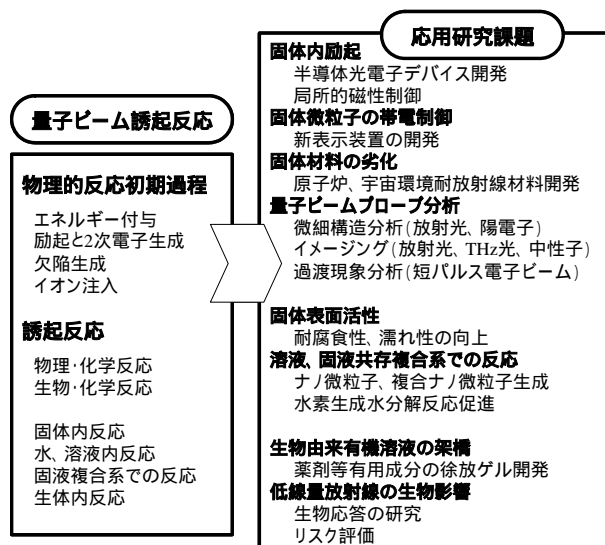 量子ビーム誘起反応
物理的反応初期過程
エネルギー付与
励起と2次電子生成
欠陥生成
イオン注入
誘起反応
物理・化学反応
生物・化学反応
固体内反応
水、溶液内反応
固液複合系での反応
生体内反応
応用研究課題
固体内励起
半導体光電子デバイス開発
局所的磁性制御
固体微粒子の帯電制御
新表示装置の開発
固体材料の劣化
原子炉、宇宙環境耐放射線材料開発
量子ビームプローブ分析
微細構造分析(放射光、陽電子)
イメージング(放射光、THz光、中性子)
過渡現象分析(短パルス電子ビーム)
固体表面活性
耐腐食性、濡れ性の向上
溶液、固液共存複合系での反応
ナノ微粒子、複合ナノ微粒子生成
水素生成水分解反応促進
生物由来有機溶液の架橋
薬剤等有用成分の徐放ゲル開発
低線量放射線の生物影響
生物応答の研究
リスク評価